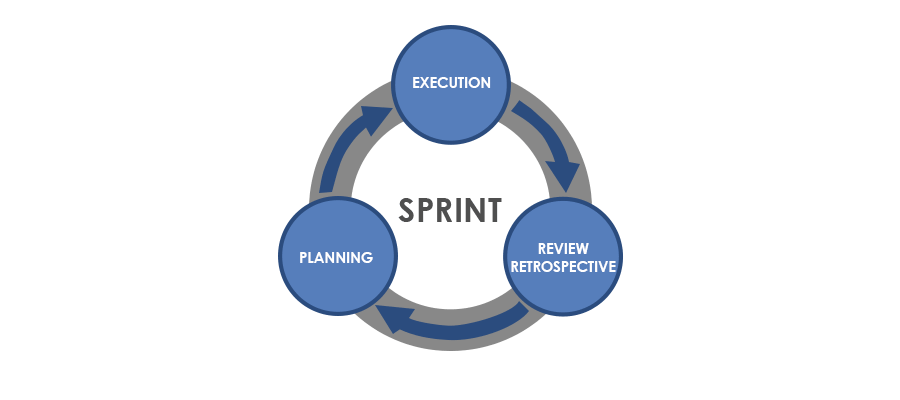 EXECUTION
SPRINT
PLANNING
REVIEW
RETROSPECTIVE